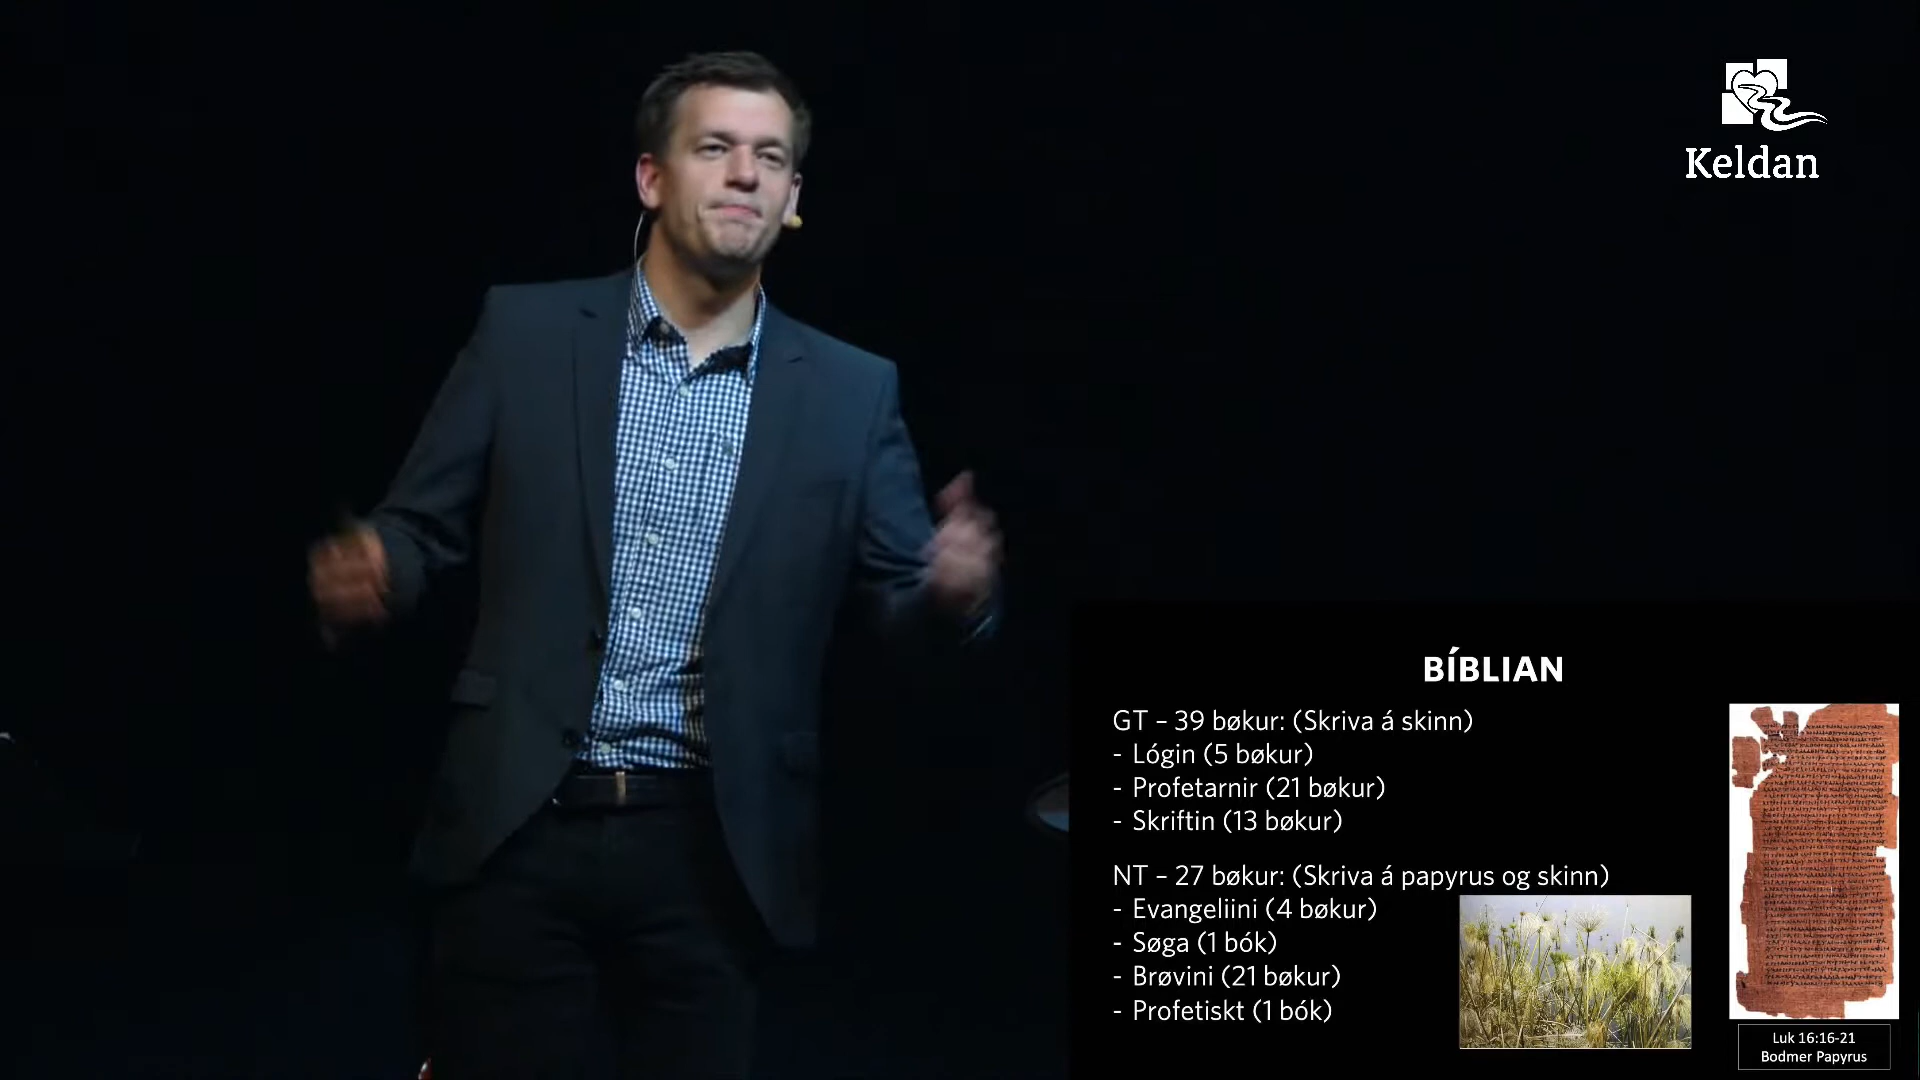 Keldan
BÍBLIAN
GT – 39 bøkur: (Skriva á skinn)
- Lógin (5 bøkur)
- Profetarnir (21 bøkur)
- Skriftin (13 bøkur)
NT – 27 bøkur: (Skriva á papyrus og skinn)
- Evangeliini (4 bøkur)
- Søga (1 bók)
- Brøvini (21 bøkur)
- Profetiskt (1 bók)
Luk 16:16-21
Bodmer Papyrus